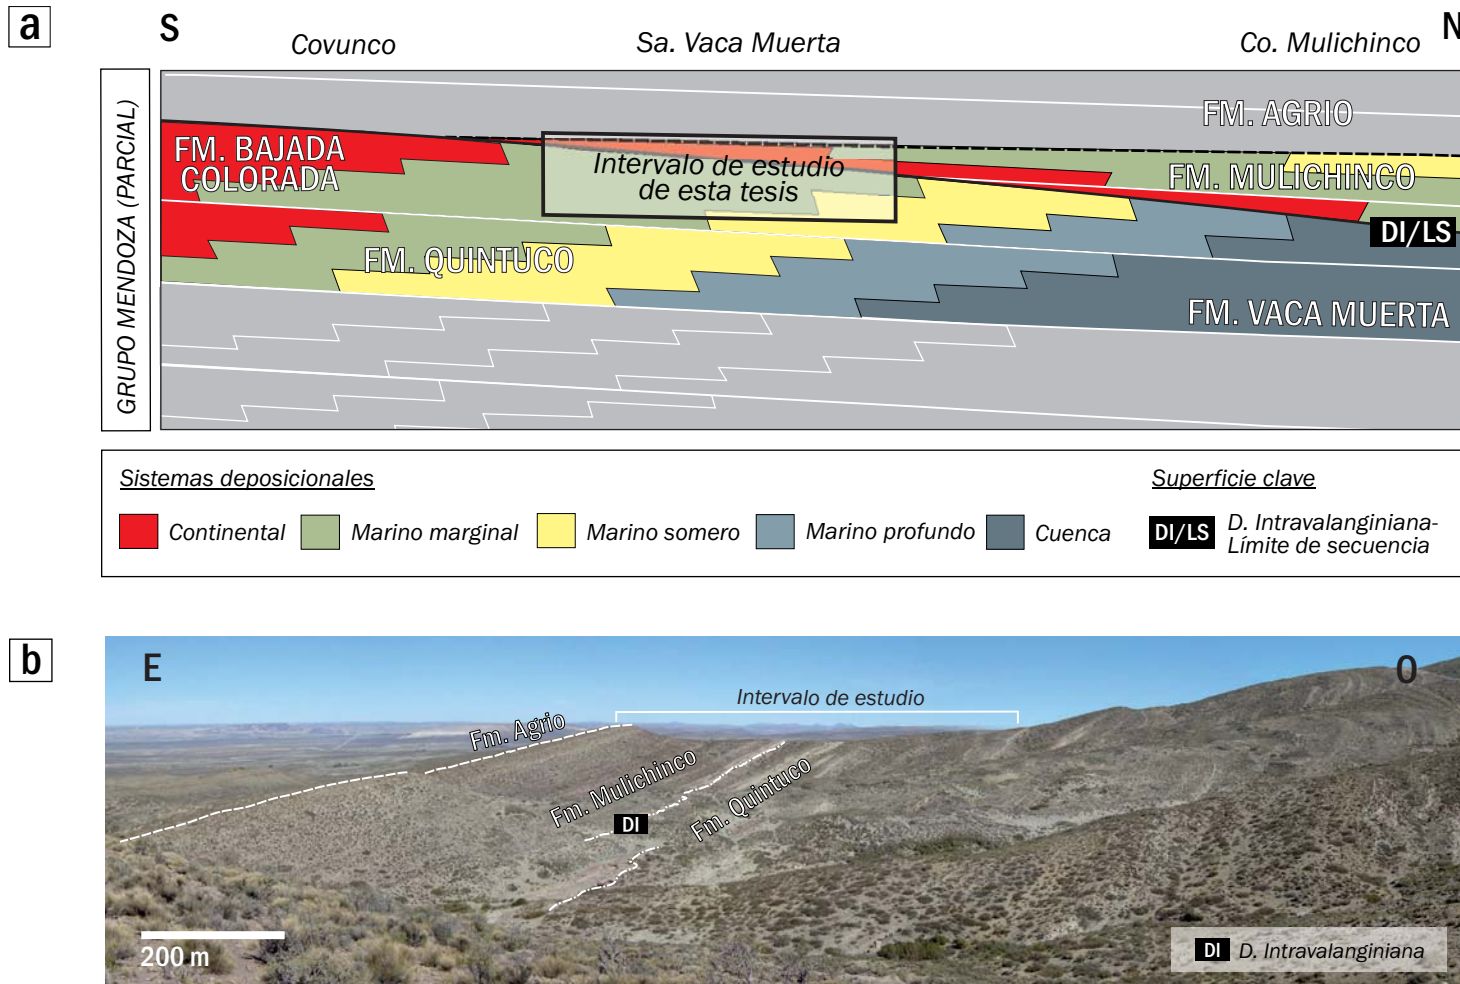 a
S
N
Covunco
Sa. Vaca Muerta
Co. Mulichinco
GRUPO MENDOZA (PARCIAL)
FM. AGRIO
FM. BAJADA
COLORADA
Intervalo de estudio
de esta tesis
FM. MULICHINCO
DI/LS
FM. QUINTUCO
FM. VACA MUERTA
Sistemas deposicionales
Superficie clave
Continental
Marino marginal
Marino somero
Marino profundo
Cuenca
DI/LS
D. Intravalanginiana-
Límite de secuencia
b
E
O
Intervalo de estudio
Fm. Agrio
Fm. Mulichinco
Fm. Quintuco
DI
200 m
DI D. Intravalanginiana